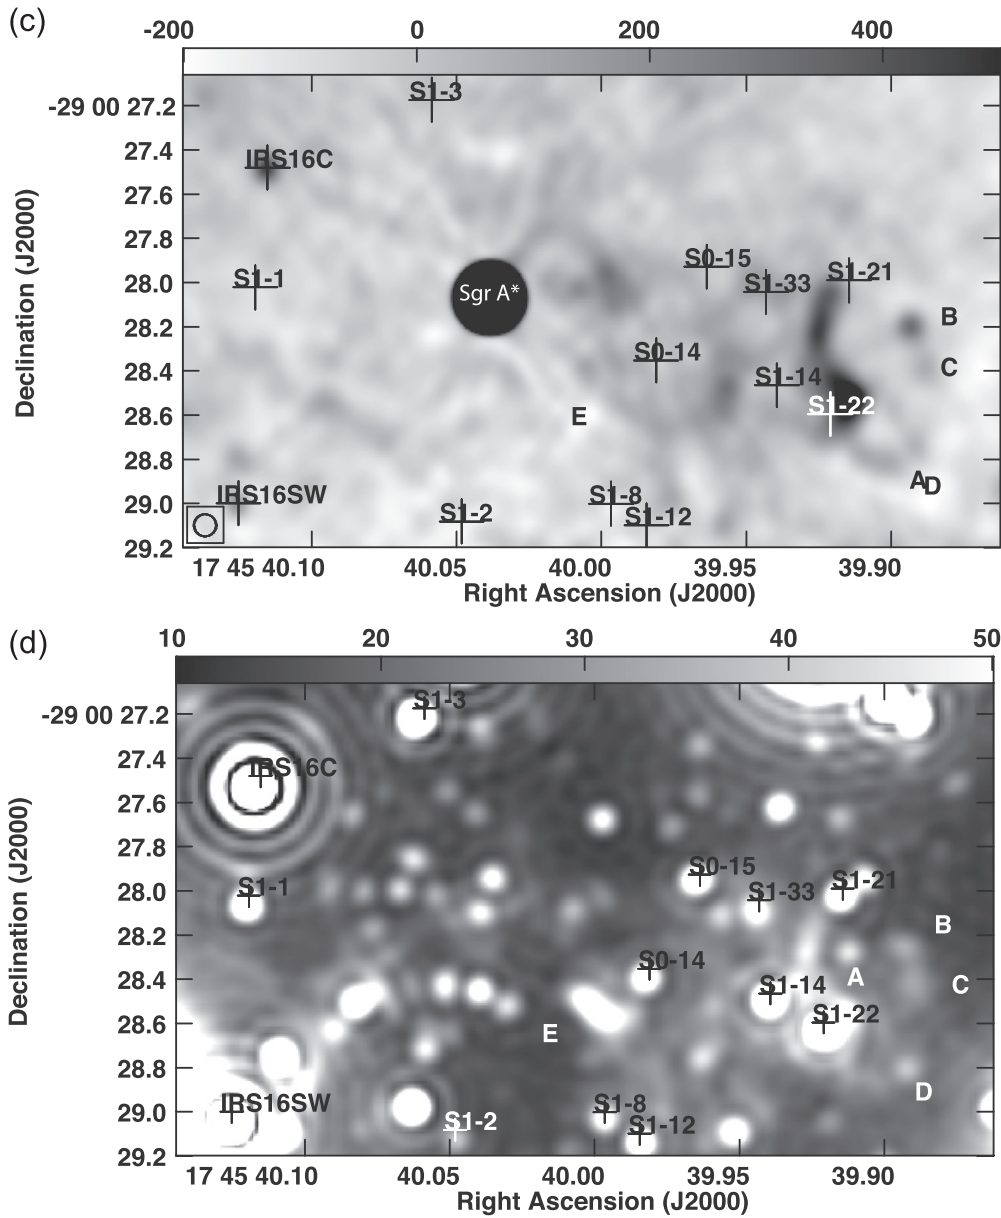 (c)
-200 0 200 400
S1-3
-29 00 27.2
27.4
IRS16C
27.6
27.8
S0-15
28.0
S1-1
Sgr A*
S1-33
S1-21
28.2
B
28.4
S0-14
S1-14
C
28.6
E
S1-22
28.8
AD
29.0
IRS16SW
S1-8
S1-2
S1-12
29.2
17 45 40.10 40.05 40.00 39.95 39.90
Right Ascension (J2000)
Declination (J2000)
(d)
10 20 30 40 50
S1-3
-29 00 27.2
27.4
IRS16C
27.6
27.8
S0-15
28.0
S1-1
S1-33
S1-21
28.2
B
28.4
S0-14
S1-14
A
C
28.6
E
S1-22
28.8
D
29.0
IRS16SW
S1-8
S1-2
S1-12
29.2
17 45 40.10 40.05 40.00 39.95 39.90
Right Ascension (J2000)
Declination (J2000)